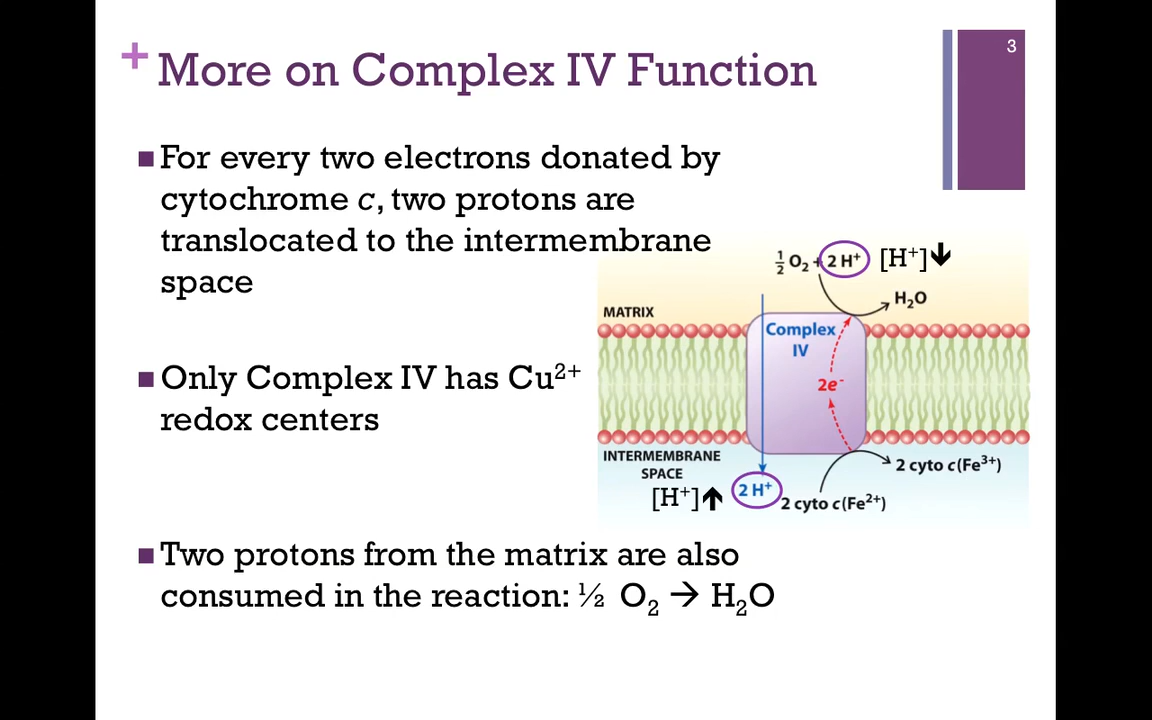 3
+ More on Complex IV Function
■ For every two electrons donated by
cytochrome c, two protons are
translocated to the intermembrane
space
■ Only Complex IV has Cu²⁺
redox centers
■ Two protons from the matrix are also
consumed in the reaction: ½ O₂ → H₂O
½ O₂ + 2 H⁺ [H⁺]↓
H₂O
MATRIX
Complex
IV
2e⁻
INTERMEMBRANE
SPACE
2 cyto c(Fe³⁺)
[H⁺]↑ 2 H⁺
2 cyto c(Fe²⁺)